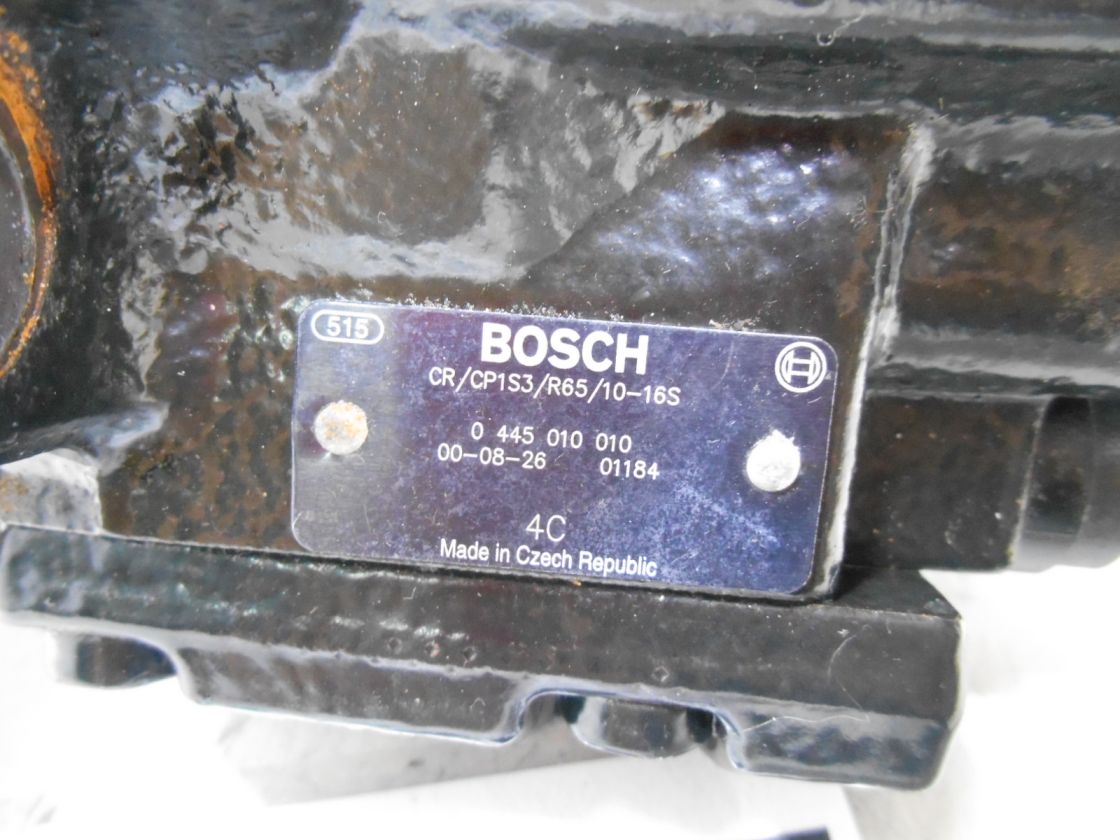 515
BOSCH
CR/CP1S3/R65/10-16S
0 445 010 010
00-08-26 01184
4C
Made in Czech Republic